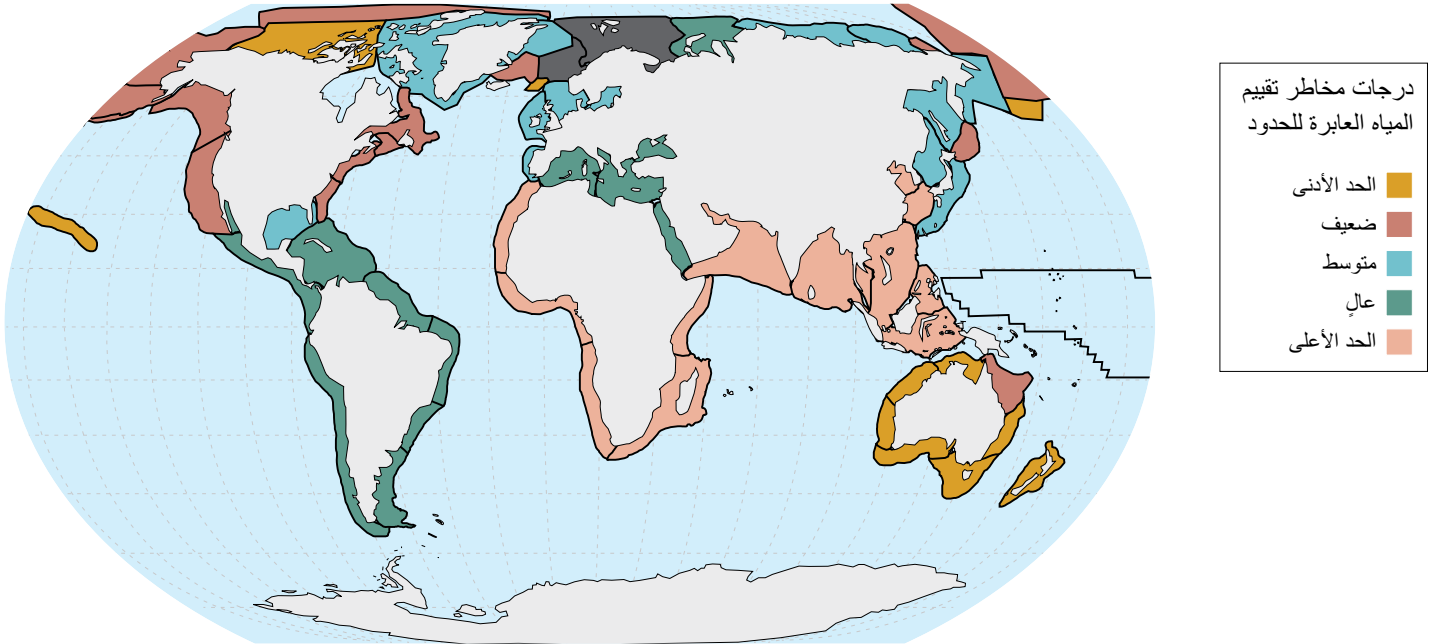 درجات مخاطر تقييم
المياه العابرة للحدود
الحد الأدنى
ضعيف
متوسط
عالٍ
الحد الأعلى